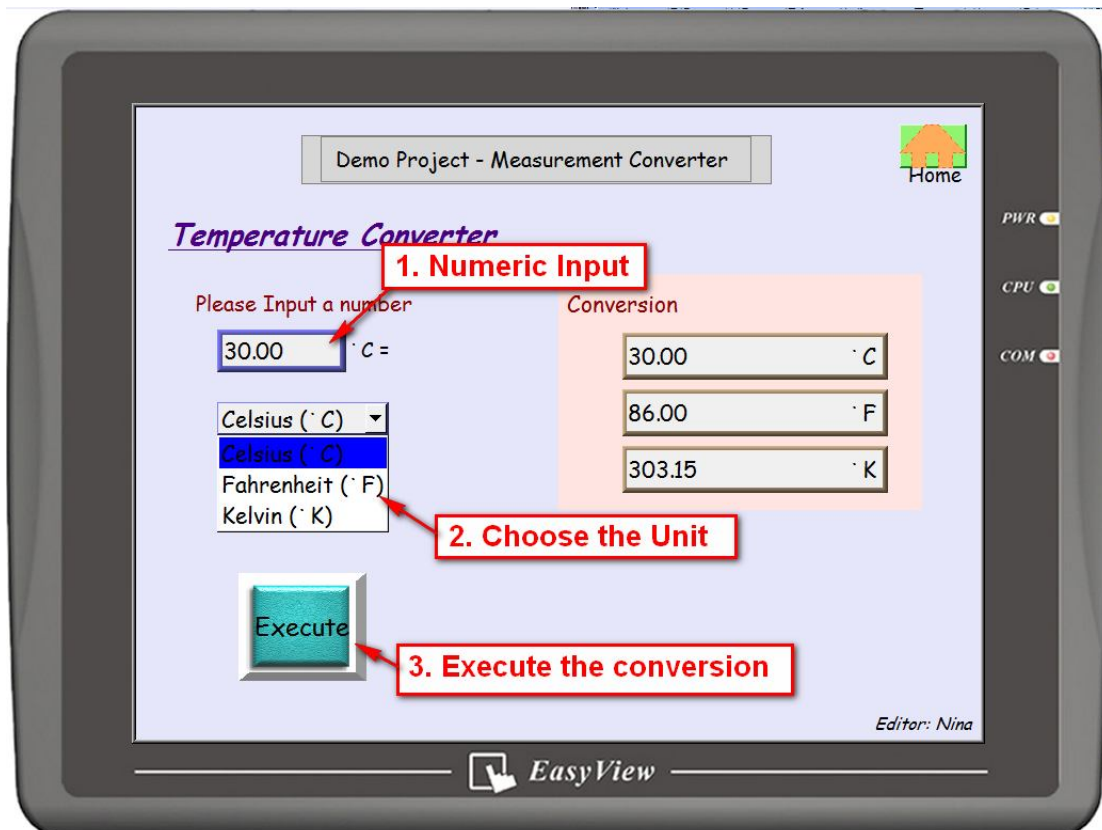 Demo Project - Measurement Converter
Home
Temperature Converter
1. Numeric Input
Please Input a number
30.00 ˙C =
Celsius (˙C)
Celsius (˙C)
Fahrenheit (˙F)
Kelvin (˙K)
2. Choose the Unit
Conversion
30.00 ˙C
86.00 ˙F
303.15 ˙K
Execute
3. Execute the conversion
Editor: Nina
PWR
CPU
COM
EasyView